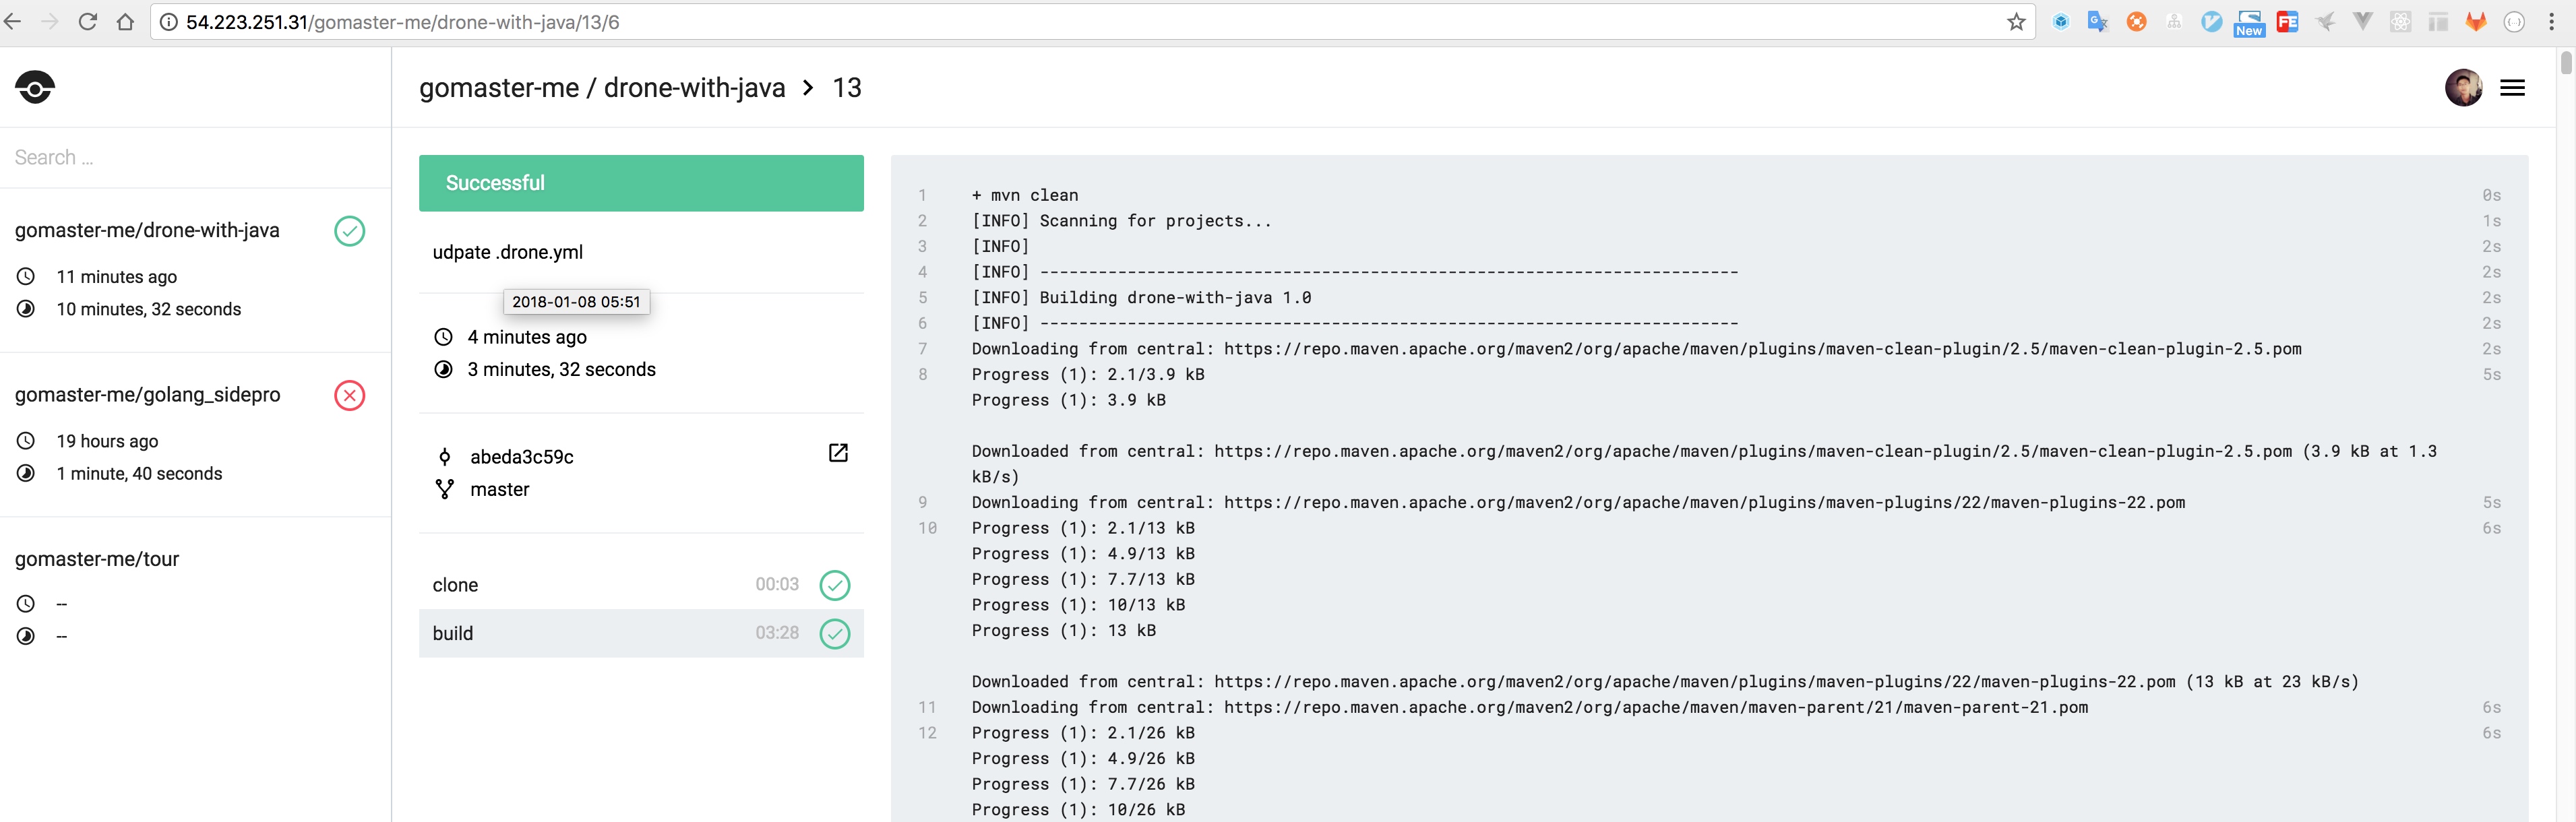 54.223.251.31/gomaster-me/drone-with-java/13/6
New
FE
gomaster-me / drone-with-java > 13
Search ...
gomaster-me/drone-with-java
11 minutes ago
10 minutes, 32 seconds
gomaster-me/golang_sidepro
19 hours ago
1 minute, 40 seconds
gomaster-me/tour
--
--
Successful
udpate .drone.yml
2018-01-08 05:51
4 minutes ago
3 minutes, 32 seconds
abeda3c59c
master
clone 00:03
build 03:28
1 + mvn clean 0s
2 [INFO] Scanning for projects... 1s
3 [INFO] 2s
4 [INFO] ------------------------------------------------------------------------ 2s
5 [INFO] Building drone-with-java 1.0 2s
6 [INFO] ------------------------------------------------------------------------ 2s
7 Downloading from central: https://repo.maven.apache.org/maven2/org/apache/maven/plugins/maven-clean-plugin/2.5/maven-clean-plugin-2.5.pom 2s
8 Progress (1): 2.1/3.9 kB 5s
Progress (1): 3.9 kB
Downloaded from central: https://repo.maven.apache.org/maven2/org/apache/maven/plugins/maven-clean-plugin/2.5/maven-clean-plugin-2.5.pom (3.9 kB at 1.3
kB/s)
9 Downloading from central: https://repo.maven.apache.org/maven2/org/apache/maven/plugins/maven-plugins/22/maven-plugins-22.pom 5s
10 Progress (1): 2.1/13 kB 6s
Progress (1): 4.9/13 kB
Progress (1): 7.7/13 kB
Progress (1): 10/13 kB
Progress (1): 13 kB
Downloaded from central: https://repo.maven.apache.org/maven2/org/apache/maven/plugins/maven-plugins/22/maven-plugins-22.pom (13 kB at 23 kB/s)
11 Downloading from central: https://repo.maven.apache.org/maven2/org/apache/maven/maven-parent/21/maven-parent-21.pom 6s
12 Progress (1): 2.1/26 kB 6s
Progress (1): 4.9/26 kB
Progress (1): 7.7/26 kB
Progress (1): 10/26 kB